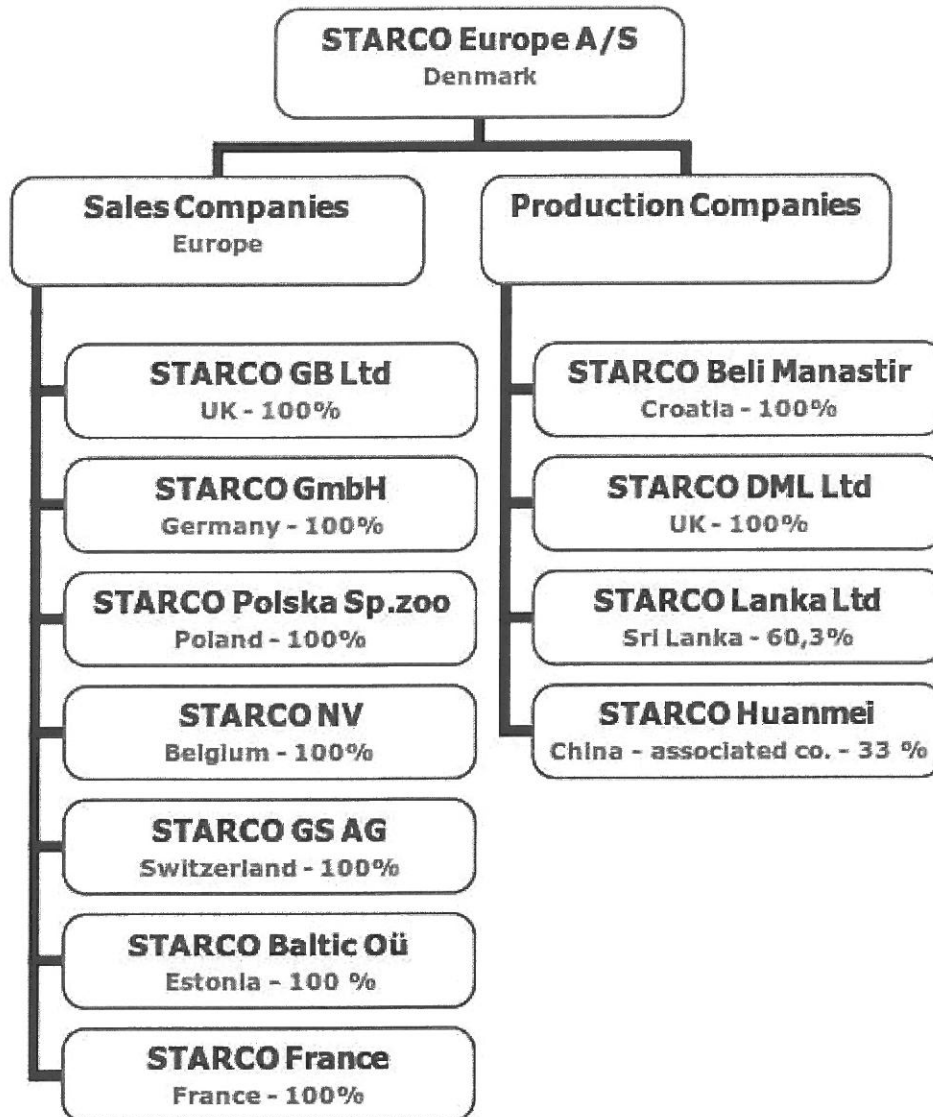 STARCO Europe A/S
Denmark
Sales Companies
Europe
STARCO GB Ltd
UK - 100%
STARCO GmbH
Germany - 100%
STARCO Polska Sp.zoo
Poland - 100%
STARCO NV
Belgium - 100%
STARCO GS AG
Switzerland - 100%
STARCO Baltic Oü
Estonia - 100 %
STARCO France
France - 100%
Production Companies
STARCO Beli Manastir
Croatia - 100%
STARCO DML Ltd
UK - 100%
STARCO Lanka Ltd
Sri Lanka - 60,3%
STARCO Huanmei
China - associated co. - 33 %